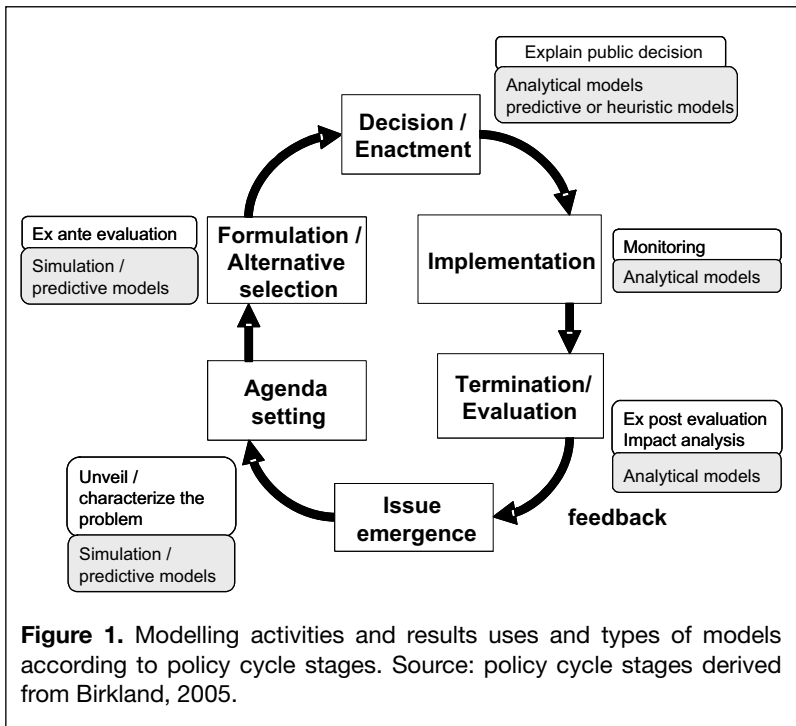 Explain public decision
Analytical models
predictive or heuristic models
Decision /
Enactment
Ex ante evaluation
Simulation /
predictive models
Formulation /
Alternative
selection
Implementation
Monitoring
Analytical models
Agenda
setting
Termination/
Evaluation
Ex post evaluation
Impact analysis
Analytical models
Unveil /
characterize the
problem
Simulation /
predictive models
Issue
emergence
feedback
Figure 1. Modelling activities and results uses and types of models
according to policy cycle stages. Source: policy cycle stages derived
from Birkland, 2005.